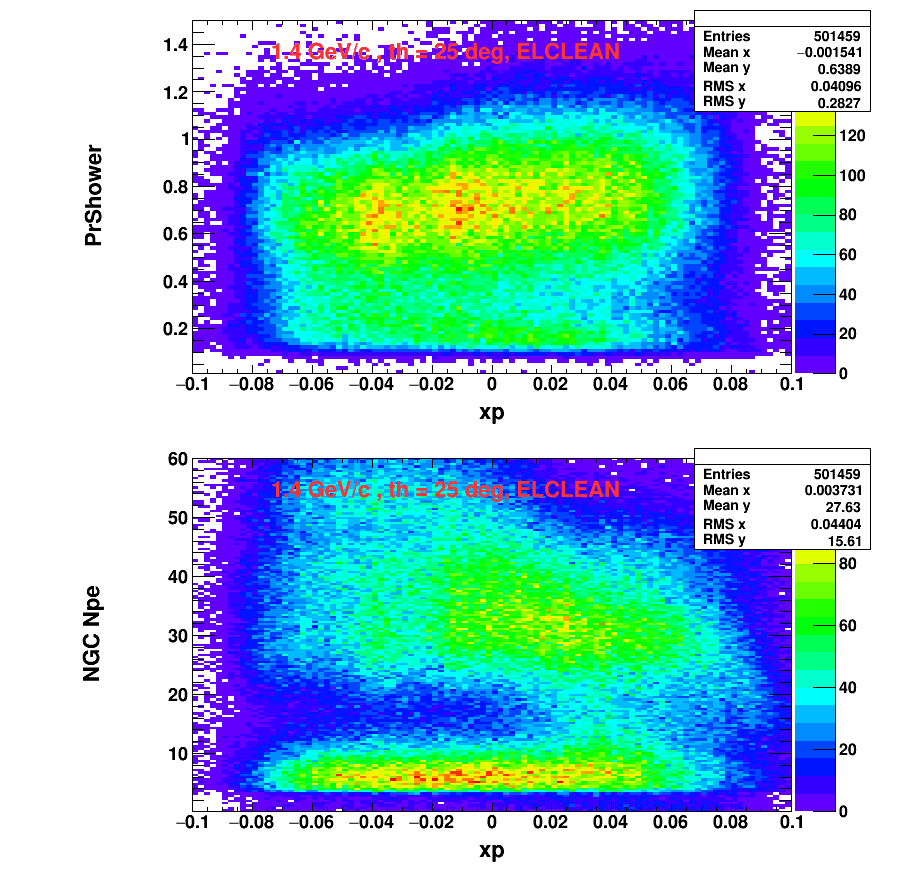 1.4 GeV/c , th = 25 deg, ELCLEAN
Entries 501459
Mean x −0.001541
Mean y 0.6389
RMS x 0.04096
RMS y 0.2827
PrShower
1.4
1.2
1
0.8
0.6
0.4
0.2
−0.1 −0.08 −0.06 −0.04 −0.02 0 0.02 0.04 0.06 0.08 0.1
xp
120
100
80
60
40
20
0
1.4 GeV/c , th = 25 deg, ELCLEAN
Entries 501459
Mean x 0.003731
Mean y 27.63
RMS x 0.04404
RMS y 15.61
NGC Npe
60
50
40
30
20
10
−0.1 −0.08 −0.06 −0.04 −0.02 0 0.02 0.04 0.06 0.08 0.1
xp
80
60
40
20
0